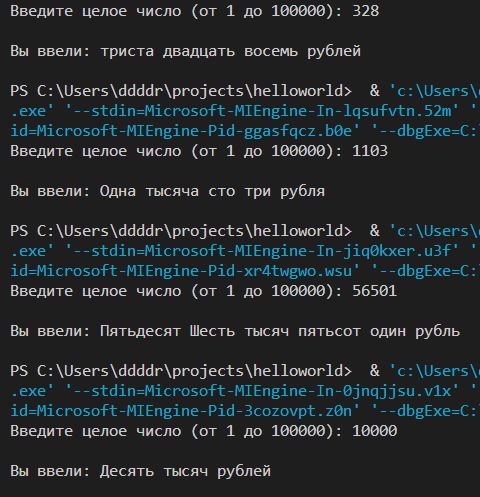 Введите целое число (от 1 до 100000): 328
Вы ввели: триста двадцать восемь рублей
PS C:\Users\ddddr\projects\helloworld>  & 'c:\Users\d
.exe' '--stdin=Microsoft-MIEngine-In-lqsufvtn.52m' '
id=Microsoft-MIEngine-Pid-ggasfqcz.b0e' '--dbgExe=C:
Введите целое число (от 1 до 100000): 1103
Вы ввели: Одна тысяча сто три рубля
PS C:\Users\ddddr\projects\helloworld>  & 'c:\Users\d
.exe' '--stdin=Microsoft-MIEngine-In-jiq0kxer.u3f' '
id=Microsoft-MIEngine-Pid-xr4twgwo.wsu' '--dbgExe=C:
Введите целое число (от 1 до 100000): 56501
Вы ввели: Пятьдесят Шесть тысяч пятьсот один рубль
PS C:\Users\ddddr\projects\helloworld>  & 'c:\Users\d
.exe' '--stdin=Microsoft-MIEngine-In-0jnqjjsu.v1x' '
id=Microsoft-MIEngine-Pid-3cozovpt.z0n' '--dbgExe=C:
Введите целое число (от 1 до 100000): 10000
Вы ввели: Десять тысяч рублей